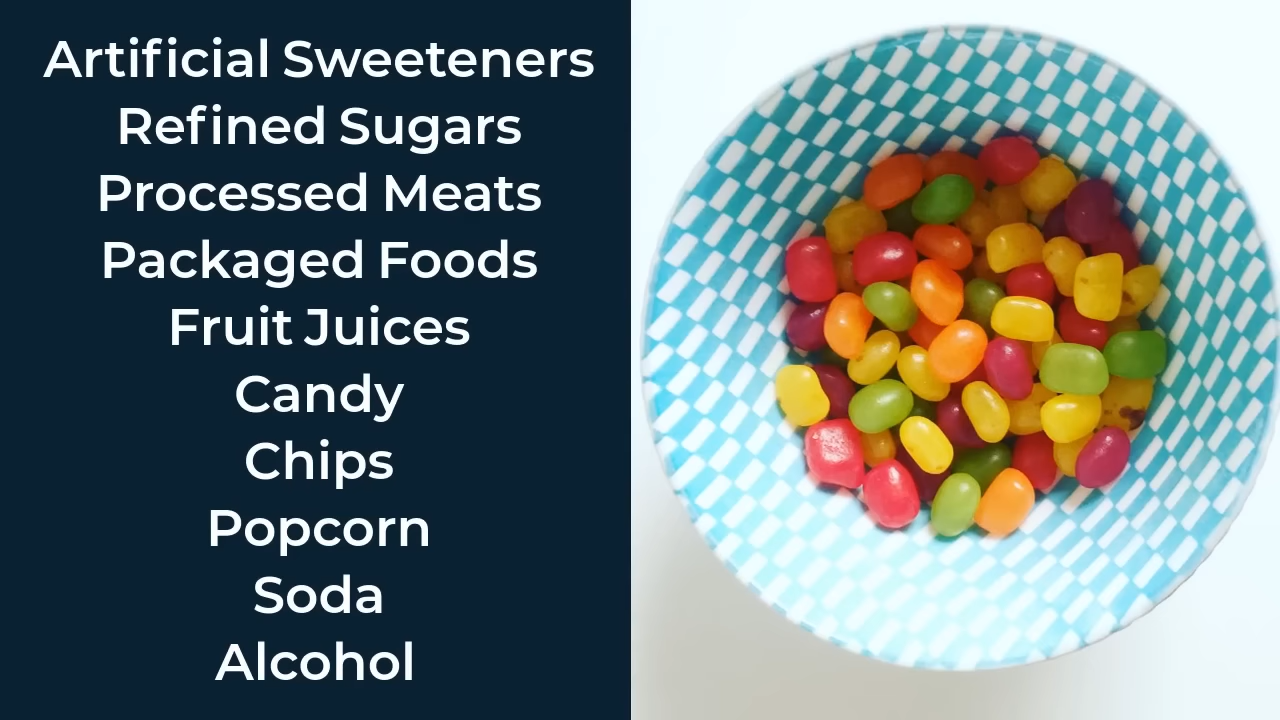 Artificial Sweeteners
Refined Sugars
Processed Meats
Packaged Foods
Fruit Juices
Candy
Chips
Popcorn
Soda
Alcohol